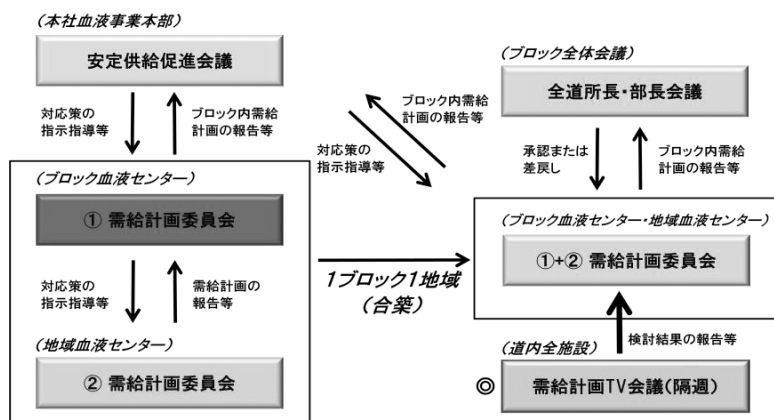 (本社血液事業本部)
安定供給促進会議
対応策の
指示指導等
ブロック内需給
計画の報告等
(ブロック血液センター)
① 需給計画委員会
対応策の
指示指導等
需給計画の
報告等
(地域血液センター)
② 需給計画委員会
1ブロック1地域
(合築)
ブロック内需給
計画の報告等
対応策の
指示指導等
(ブロック全体会議)
全道所長・部長会議
承認または
差戻し
ブロック内需給
計画の報告等
(ブロック血液センター・地域血液センター)
①+② 需給計画委員会
検討結果の報告等
(道内全施設)
◎ 需給計画TV会議(隔週)